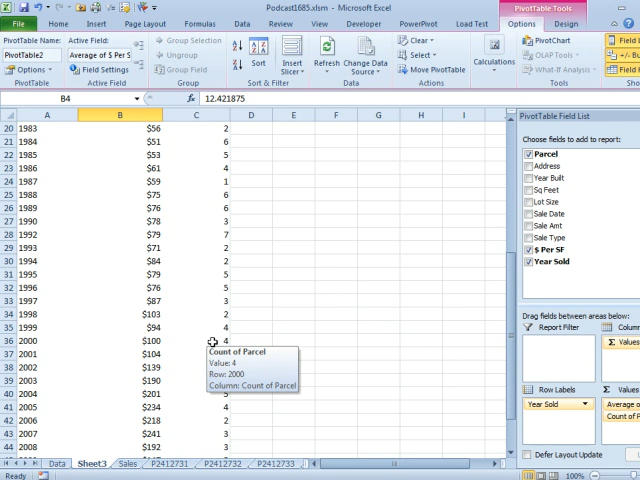 Podcast1685.xlsm - Microsoft Excel
PivotTable Tools
File Home Insert Page Layout Formulas Data Review View Developer PowerPivot Load Test Options Design
PivotTable Name: Active Field: Group Selection PivotChart Field L
PivotTable2 Average of $ Per S Ungroup Sort Insert Slicer Refresh Change Data Source Clear Select Move PivotTable Calculations OLAP Tools +/- Bu
Options Field Settings Group Field What-If Analysis Field H
PivotTable Active Field Group Sort & Filter Data Actions Tools Sho
B4 fx 12.421875
A B C D E F G H I
20 1983 $56 2
21 1984 $51 6
22 1985 $53 5
23 1986 $61 4
24 1987 $59 1
25 1988 $75 6
26 1989 $76 6
27 1990 $78 3
28 1992 $79 7
29 1993 $71 2
30 1994 $84 2
31 1995 $79 5
32 1996 $76 5
33 1997 $87 3
34 1998 $103 2
35 1999 $94 4
36 2000 $100 4
37 2001 $104
38 2002 $139
39 2003 $190
40 2004 $201
41 2005 $234 4
42 2006 $218 2
43 2007 $241 3
44 2008 $192 3
Count of Parcel
Value: 4
Row: 2000
Column: Count of Parcel
PivotTable Field List
Choose fields to add to report:
Parcel
Address
Year Built
Sq Feet
Lot Size
Sale Date
Sale Amt
Sale Type
$ Per SF
Year Sold
Drag fields between areas below:
Report Filter Colum
Σ Values
Row Labels Σ Values
Year Sold Average o
Count of P
Defer Layout Update
Data Sheet3 Sales P2412731 P2412732 P2412733
Ready 100%